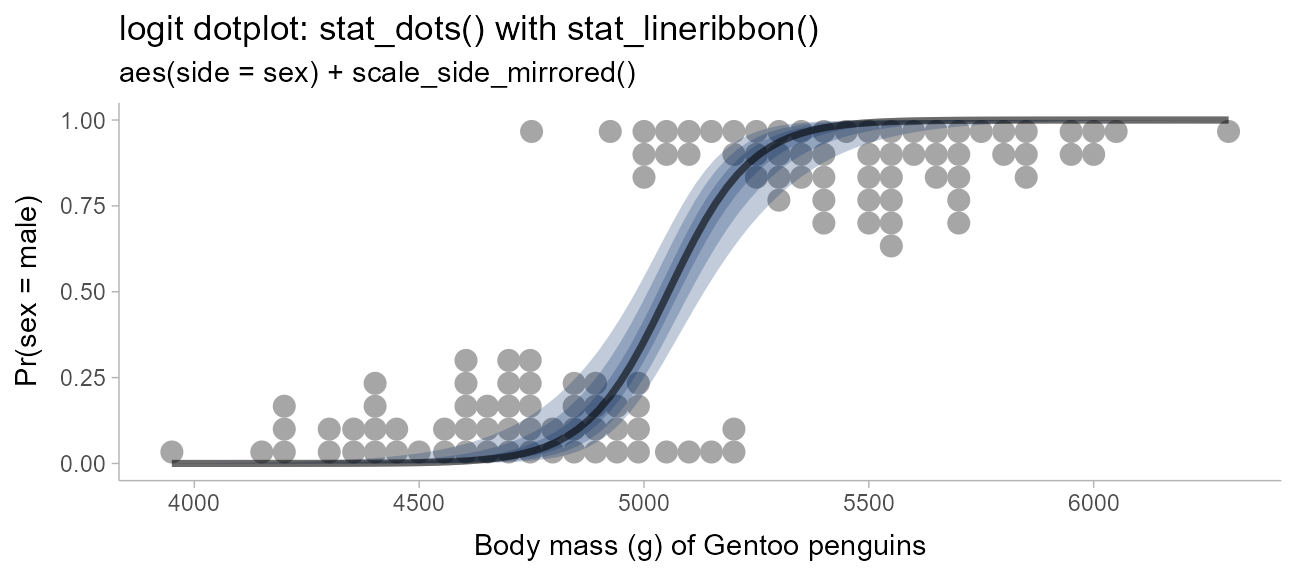 logit dotplot: stat_dots() with stat_lineribbon()
aes(side = sex) + scale_side_mirrored()
Pr(sex = male)
1.00
0.75
0.50
0.25
0.00
4000 4500 5000 5500 6000
Body mass (g) of Gentoo penguins